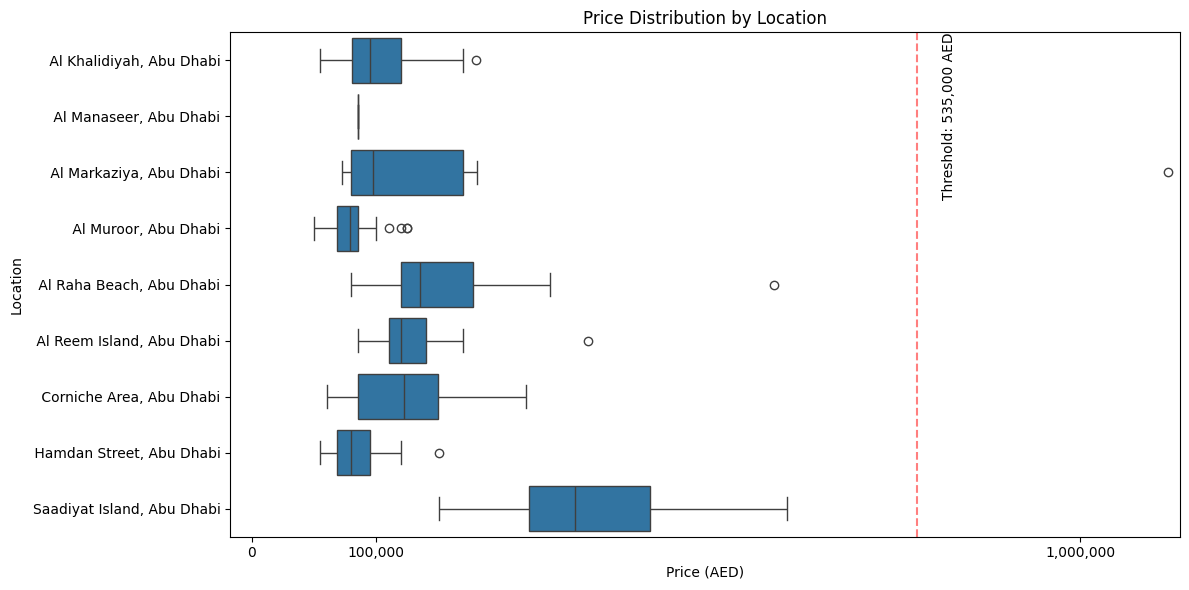 Price Distribution by Location
Al Khalidiyah, Abu Dhabi
Al Manaseer, Abu Dhabi
Al Markaziya, Abu Dhabi
Al Muroor, Abu Dhabi
Al Raha Beach, Abu Dhabi
Al Reem Island, Abu Dhabi
Corniche Area, Abu Dhabi
Hamdan Street, Abu Dhabi
Saadiyat Island, Abu Dhabi
Location
Threshold: 535,000 AED
0
100,000
1,000,000
Price (AED)